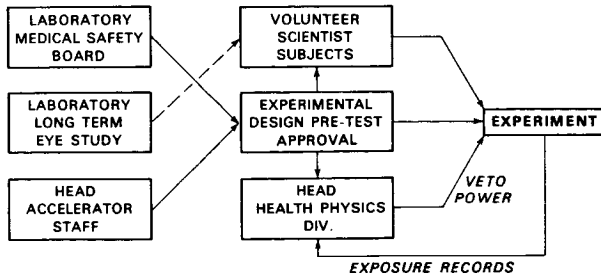 LABORATORY
MEDICAL SAFETY
BOARD
VOLUNTEER
SCIENTIST
SUBJECTS
LABORATORY
LONG TERM
EYE STUDY
EXPERIMENTAL
DESIGN PRE-TEST
APPROVAL
EXPERIMENT
HEAD
ACCELERATOR
STAFF
HEAD
HEALTH PHYSICS
DIV.
VETO
POWER
EXPOSURE RECORDS